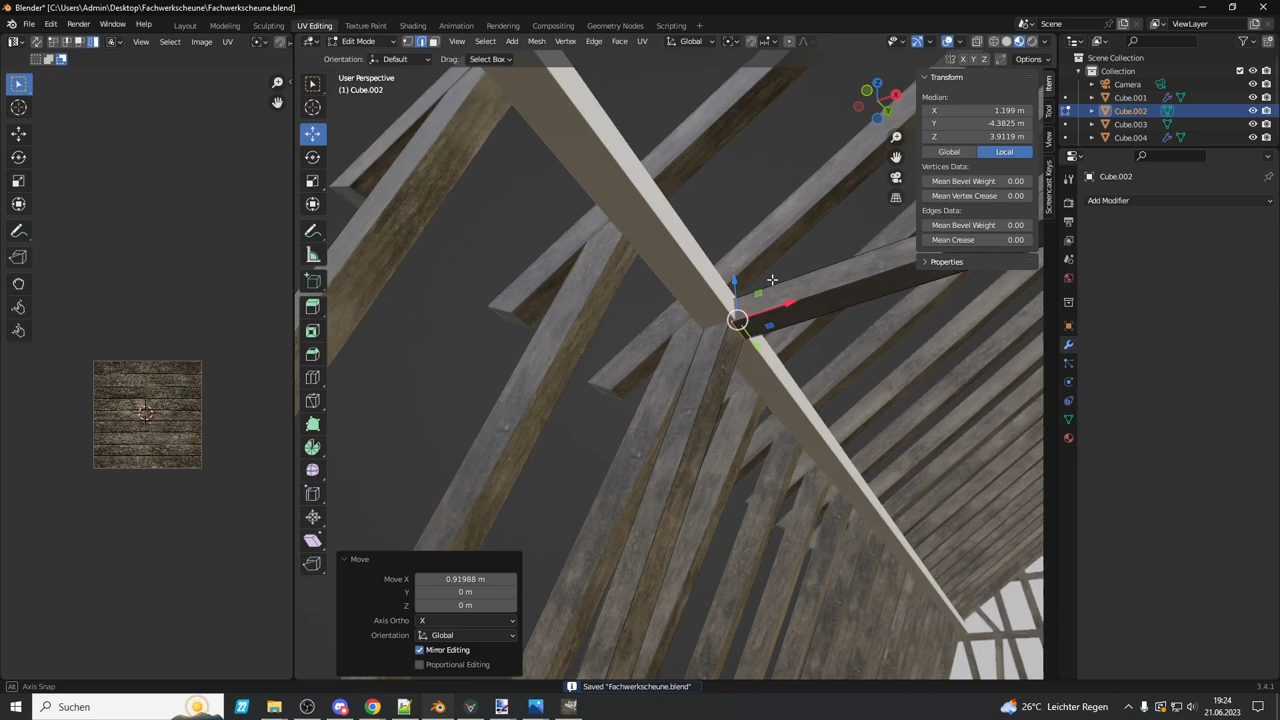 Blender* [C:\Users\Admin\Desktop\Fachwerkscheune\Fachwerkscheune.blend]
File Edit Render Window Help Layout Modeling Sculpting UV Editing Texture Paint Shading Animation Rendering Compositing Geometry Nodes Scripting + Scene ViewLayer
View Select Image UV Edit Mode View Select Add Mesh Vertex Edge Face UV Global
Orientation: Default Drag: Select Box X Y Z Options
User Perspective
(1) Cube.002
Transform
Median:
X 1.199 m
Y -4.3825 m
Z 3.9119 m
Global Local
Vertices Data:
Mean Bevel Weight 0.00
Mean Vertex Crease 0.00
Edges Data:
Mean Bevel Weight 0.00
Mean Crease 0.00
Properties
Item
Tool
View
Screencast Keys
Scene Collection
Collection
Camera
Cube.001
Cube.002
Cube.003
Cube.004
Cube.002
Add Modifier
Z
X
Y
Move
Move X 0.91988 m
Y 0 m
Z 0 m
Axis Ortho X
Orientation Global
Mirror Editing
Proportional Editing
Alt Axis Snap
Saved "Fachwerkscheune.blend"
Suchen
26°C Leichter Regen
19:24
21.06.2023